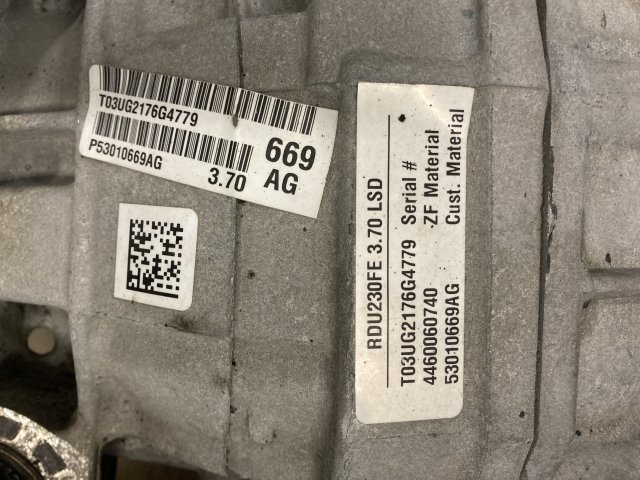 T03UG2176G4779
P53010669AG
3.70
669
AG
RDU230FE 3.70 LSD
T03UG2176G4779 Serial #
4460060740 ZF Material
53010669AG Cust. Material